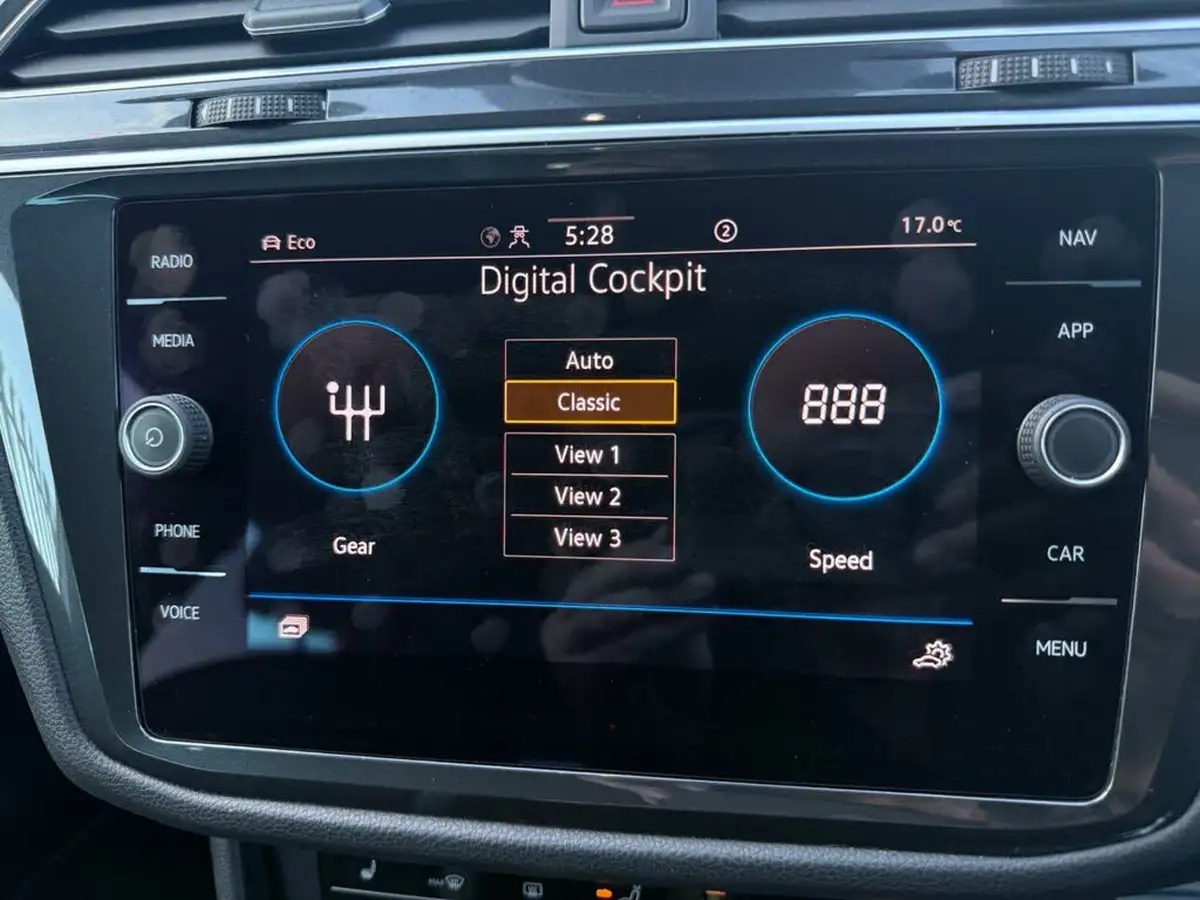 Eco 5:28 2 17.0°C
Digital Cockpit
RADIO
MEDIA
PHONE
VOICE
Auto
Classic
View 1
View 2
View 3
Gear
888
Speed
NAV
APP
CAR
MENU
MAX